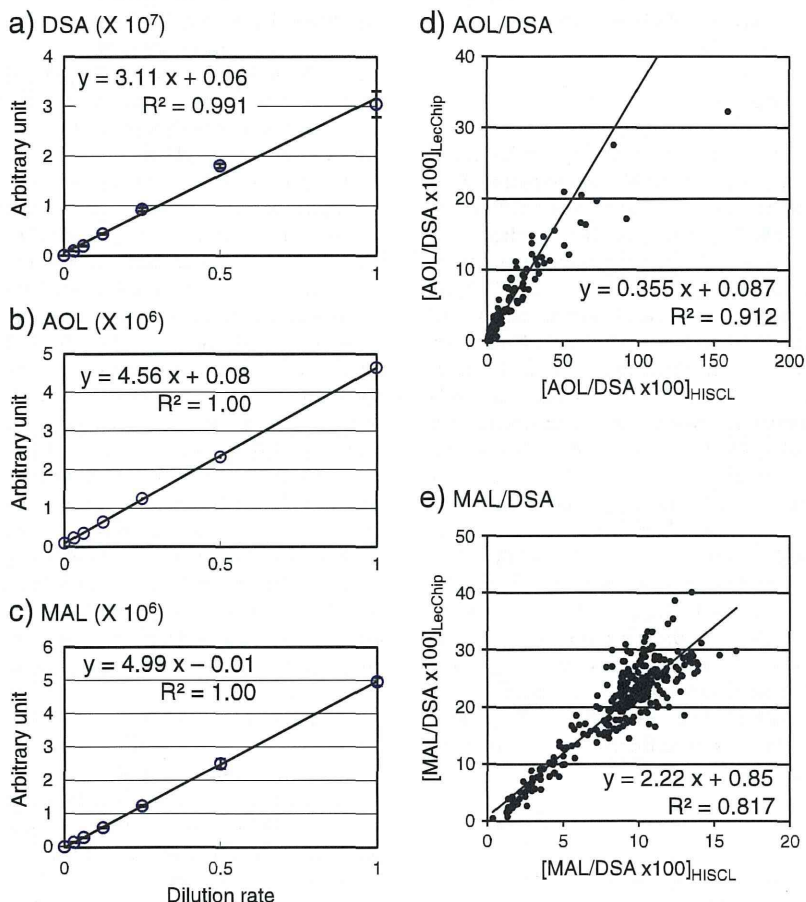 a) DSA (X 10⁷)
4
3
2
1
0
Arbitrary unit
y = 3.11 x + 0.06
R² = 0.991
0 0.5 1
b) AOL (X 10⁶)
5
4
3
2
1
0
Arbitrary unit
y = 4.56 x + 0.08
R² = 1.00
0 0.5 1
c) MAL (X 10⁶)
6
5
4
3
2
1
0
Arbitrary unit
y = 4.99 x – 0.01
R² = 1.00
0 0.5 1
Dilution rate
d) AOL/DSA
40
30
20
10
0
[AOL/DSA x100]LecChip
y = 0.355 x + 0.087
R² = 0.912
0 50 100 150 200
[AOL/DSA x100]HISCL
e) MAL/DSA
50
40
30
20
10
0
[MAL/DSA x100]LecChip
y = 2.22 x + 0.85
R² = 0.817
0 5 10 15 20
[MAL/DSA x100]HISCL